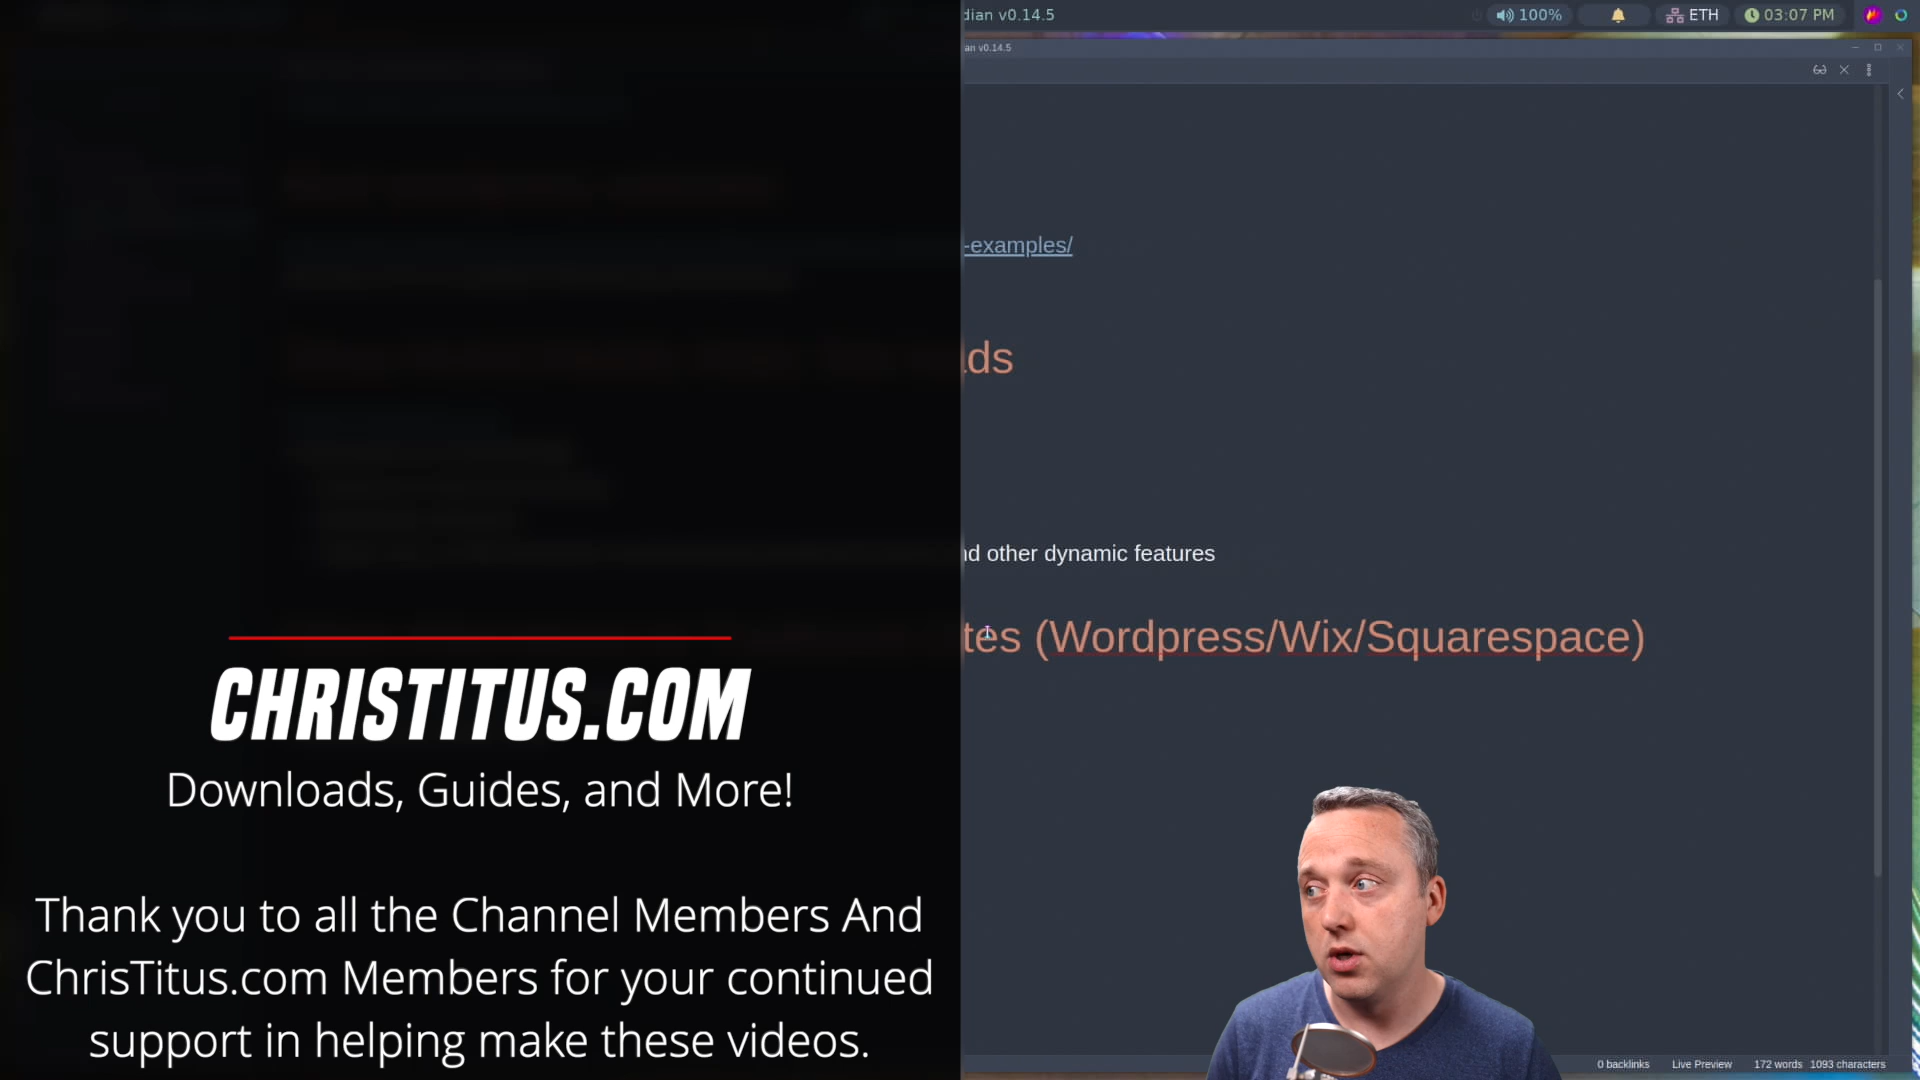 dian v0.14.5
100%
ETH
03:07 PM
an v0.14.5
-examples/
ds
d other dynamic features
tes (Wordpress/Wix/Squarespace)
CHRISTITUS.COM
Downloads, Guides, and More!
Thank you to all the Channel Members And
ChrisTitus.com Members for your continued
support in helping make these videos.
0 backlinks
Live Preview
172 words
1093 characters